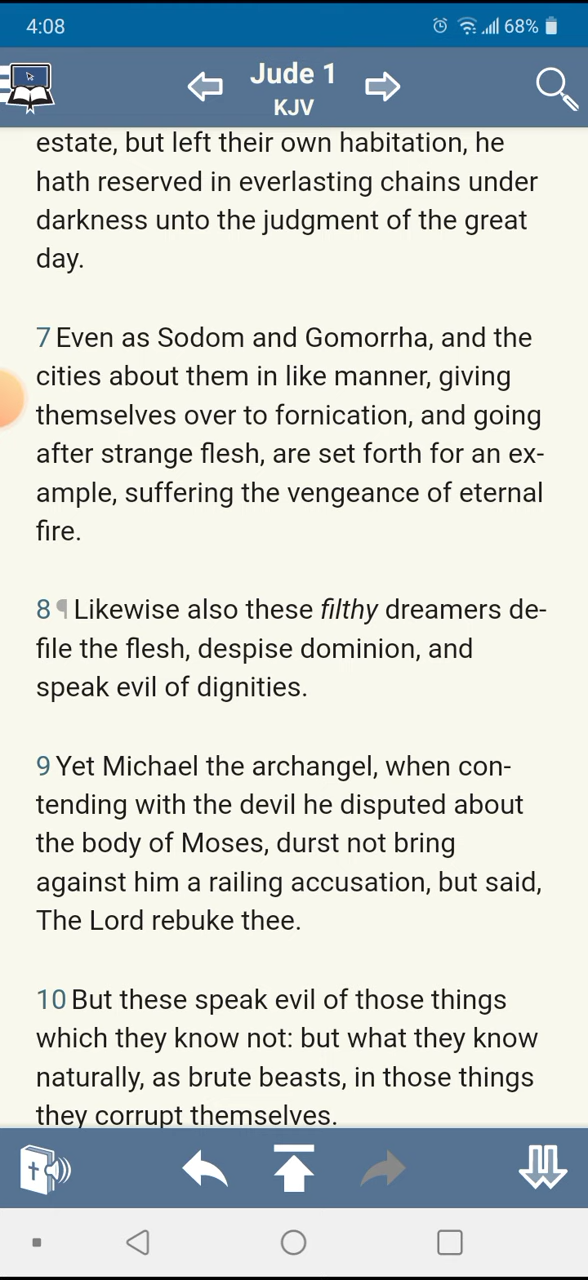 4:08
68%
Jude 1
KJV
estate, but left their own habitation, he
hath reserved in everlasting chains under
darkness unto the judgment of the great
day.
7 Even as Sodom and Gomorrha, and the
cities about them in like manner, giving
themselves over to fornication, and going
after strange flesh, are set forth for an ex-
ample, suffering the vengeance of eternal
fire.
8 ¶ Likewise also these filthy dreamers de-
file the flesh, despise dominion, and
speak evil of dignities.
9 Yet Michael the archangel, when con-
tending with the devil he disputed about
the body of Moses, durst not bring
against him a railing accusation, but said,
The Lord rebuke thee.
10 But these speak evil of those things
which they know not: but what they know
naturally, as brute beasts, in those things
they corrupt themselves.